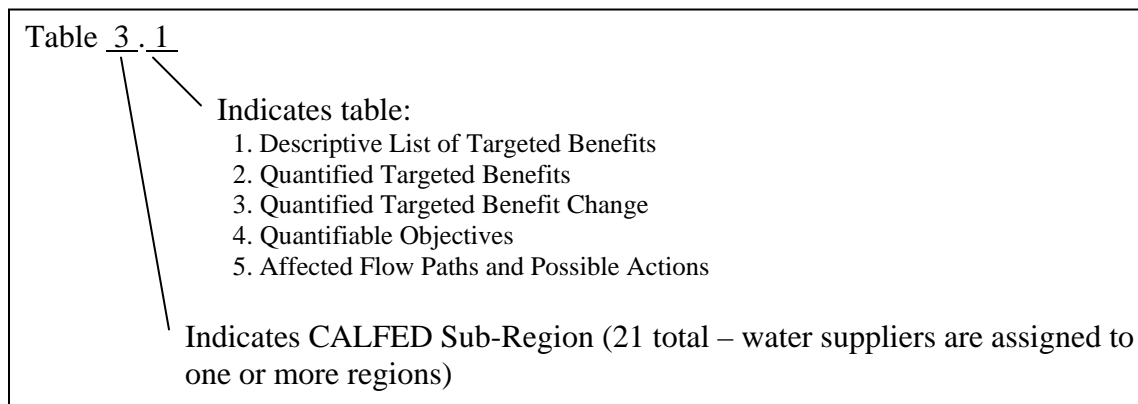 Table 3.1
Indicates table:
1. Descriptive List of Targeted Benefits
2. Quantified Targeted Benefits
3. Quantified Targeted Benefit Change
4. Quantifiable Objectives
5. Affected Flow Paths and Possible Actions
Indicates CALFED Sub-Region (21 total – water suppliers are assigned to
one or more regions)